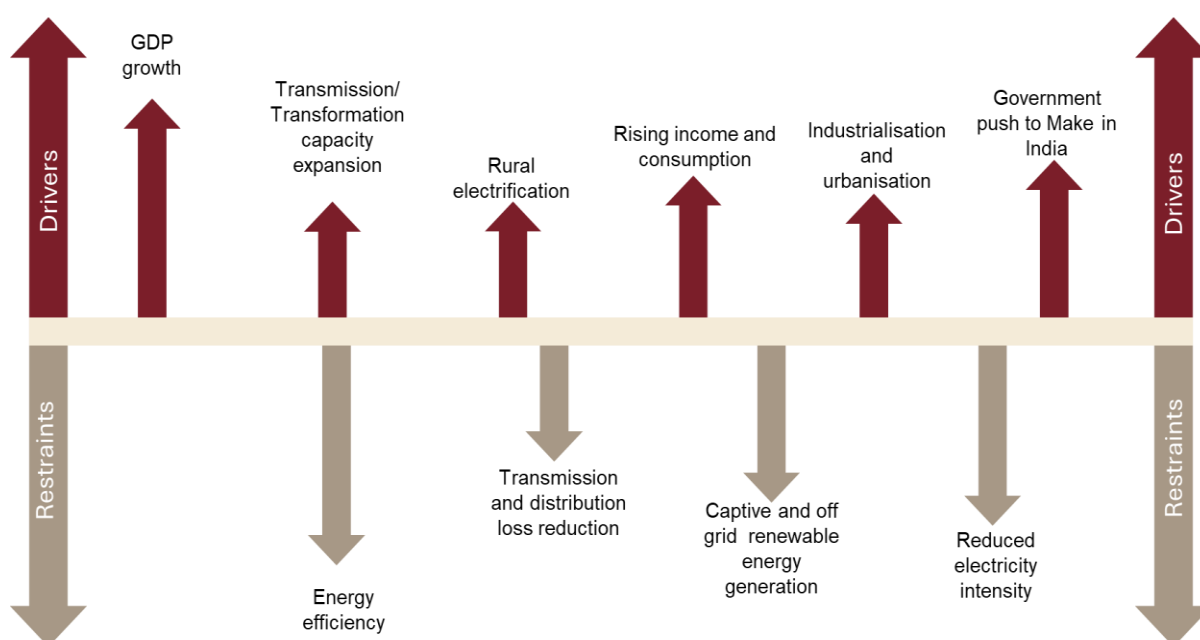 GDP
growth
Transmission/
Transformation
capacity
expansion
Rural
electrification
Rising income and
consumption
Industrialisation and
urbanisation
Government
push to Make in
India
Drivers
Drivers
Restraints
Restraints
Energy
efficiency
Transmission
and distribution
loss reduction
Captive and off
grid renewable
energy
generation
Reduced
electricity
intensity